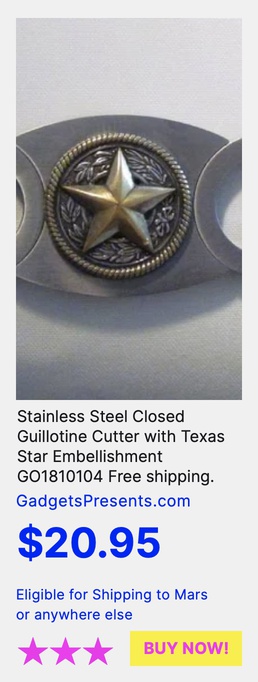 Stainless Steel Closed
Guillotine Cutter with Texas
Star Embellishment
GO1810104 Free shipping.
GadgetsPresents.com
$20.95
Eligible for Shipping to Mars
or anywhere else
BUY NOW!